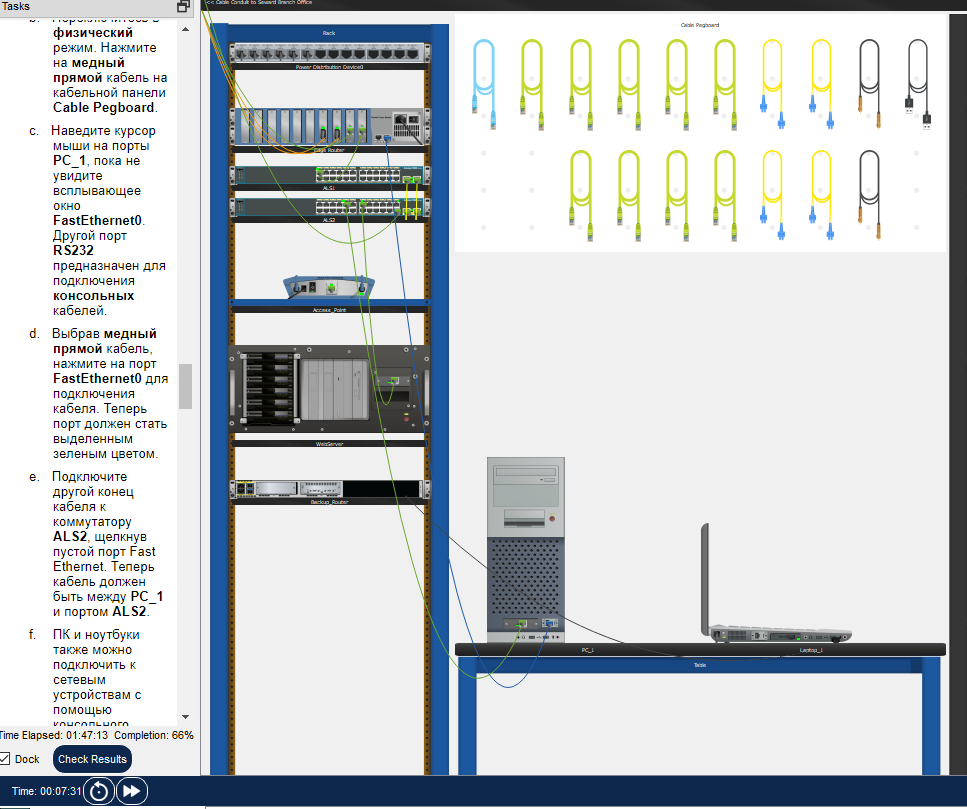 Tasks
<< Cable Conduit to Seward Branch Office
b. Переключитесь в
физический
режим. Нажмите
на медный
прямой кабель на
кабельной панели
Cable Pegboard.
c. Наведите курсор
мыши на порты
PC_1, пока не
увидите
всплывающее
окно
FastEthernet0.
Другой порт
RS232
предназначен для
подключения
консольных
кабелей.
d. Выбрав медный
прямой кабель,
нажмите на порт
FastEthernet0 для
подключения
кабеля. Теперь
порт должен стать
выделенным
зеленым цветом.
e. Подключите
другой конец
кабеля к
коммутатору
ALS2, щелкнув
пустой порт Fast
Ethernet. Теперь
кабель должен
быть между PC_1
и портом ALS2.
f. ПК и ноутбуки
также можно
подключить к
сетевым
устройствам с
помощью
консольного
Time Elapsed: 01:47:13 Completion: 66%
Dock
Check Results
Time: 00:07:31
Rack
Power Distribution Device0
Edge Router
ALS1
ALS2
Access_Point
WebServer
Backup_Router
Cable Pegboard
PC_1
Laptop_1
Table